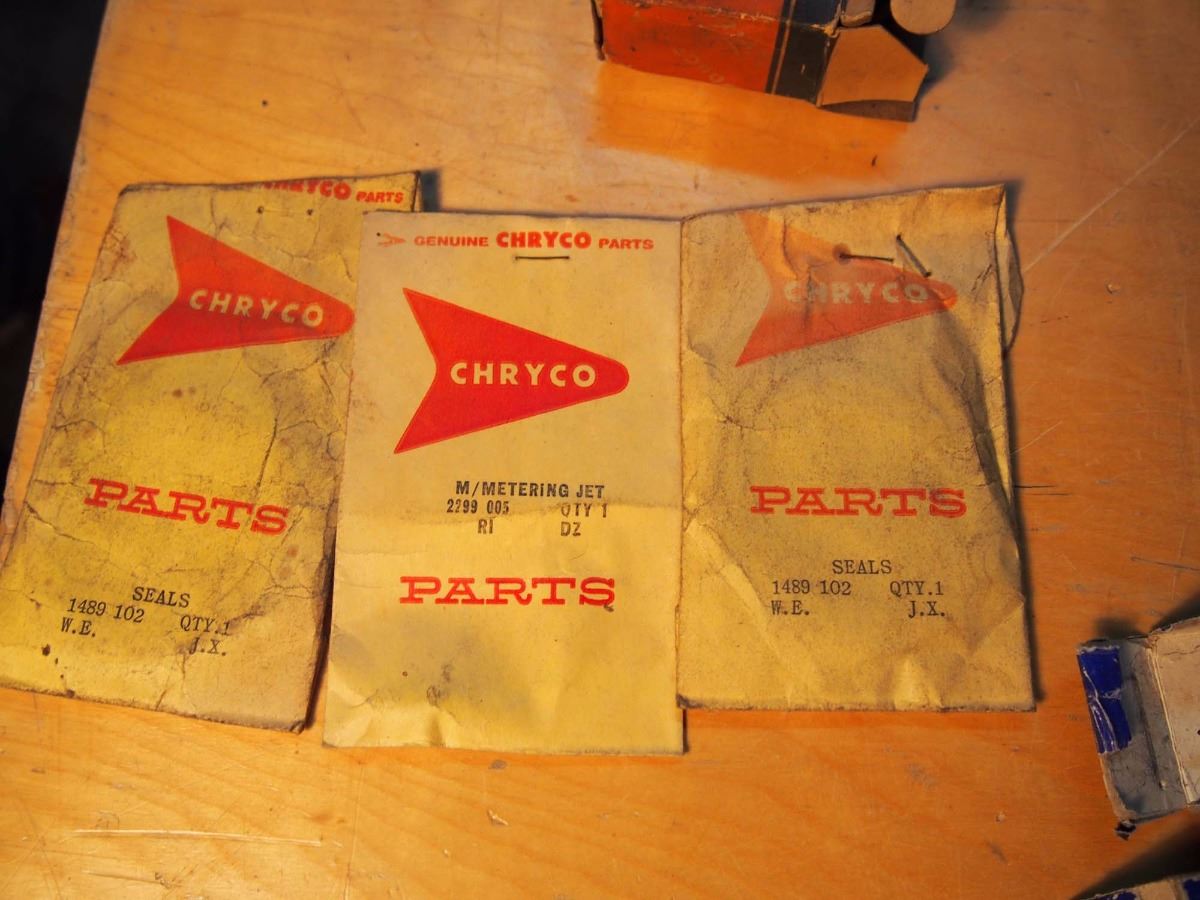 CHRYCO PARTS
CHRYCO
PARTS
SEALS
1489 102 QTY.1
W.E. J.X.
GENUINE CHRYCO PARTS
CHRYCO
M/METERING JET
2299 005 QTY 1
RI DZ
PARTS
CHRYCO
PARTS
SEALS
1489 102 QTY.1
W.E. J.X.